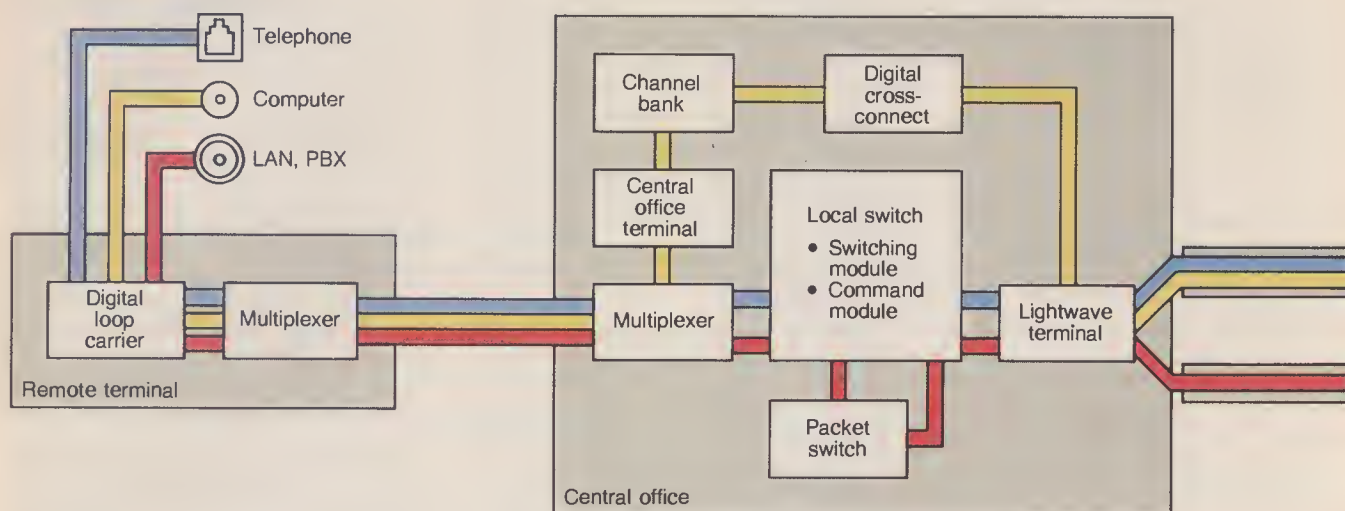 Telephone
Computer
LAN, PBX
Digital
loop
carrier
Multiplexer
Remote terminal
Channel
bank
Digital
cross-
connect
Central
office
terminal
Local switch
• Switching
module
• Command
module
Multiplexer
Lightwave
terminal
Packet
switch
Central office